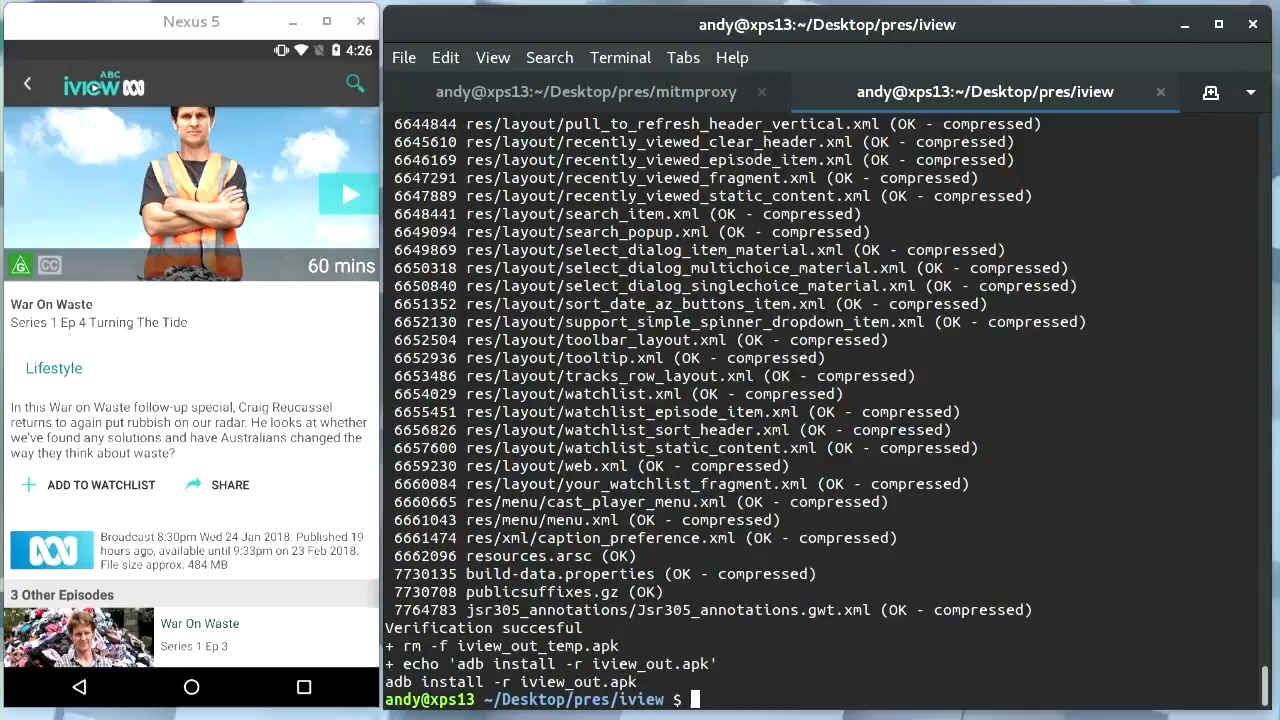 Nexus 5
4:26
ABC
iview
G
CC
60 mins
War On Waste
Series 1 Ep 4 Turning The Tide
Lifestyle
In this War on Waste follow-up special, Craig Reucassel
returns to again put rubbish on our radar. He looks at whether
we've found any solutions and have Australians changed the
way they think about waste?
ADD TO WATCHLIST
SHARE
Broadcast 8:30pm Wed 24 Jan 2018. Published 19
hours ago, available until 9:33pm on 23 Feb 2018.
File size approx. 484 MB
3 Other Episodes
War On Waste
Series 1 Ep 3
andy@xps13:~/Desktop/pres/iview
File Edit View Search Terminal Tabs Help
andy@xps13:~/Desktop/pres/mitmproxy
andy@xps13:~/Desktop/pres/iview
6644844 res/layout/pull_to_refresh_header_vertical.xml (OK - compressed)
6645610 res/layout/recently_viewed_clear_header.xml (OK - compressed)
6646169 res/layout/recently_viewed_episode_item.xml (OK - compressed)
6647291 res/layout/recently_viewed_fragment.xml (OK - compressed)
6647889 res/layout/recently_viewed_static_content.xml (OK - compressed)
6648441 res/layout/search_item.xml (OK - compressed)
6649094 res/layout/search_popup.xml (OK - compressed)
6649869 res/layout/select_dialog_item_material.xml (OK - compressed)
6650318 res/layout/select_dialog_multichoice_material.xml (OK - compressed)
6650840 res/layout/select_dialog_singlechoice_material.xml (OK - compressed)
6651352 res/layout/sort_date_az_buttons_item.xml (OK - compressed)
6652130 res/layout/support_simple_spinner_dropdown_item.xml (OK - compressed)
6652504 res/layout/toolbar_layout.xml (OK - compressed)
6652936 res/layout/tooltip.xml (OK - compressed)
6653486 res/layout/tracks_row_layout.xml (OK - compressed)
6654029 res/layout/watchlist.xml (OK - compressed)
6655451 res/layout/watchlist_episode_item.xml (OK - compressed)
6656826 res/layout/watchlist_sort_header.xml (OK - compressed)
6657600 res/layout/watchlist_static_content.xml (OK - compressed)
6659230 res/layout/web.xml (OK - compressed)
6660084 res/layout/your_watchlist_fragment.xml (OK - compressed)
6660665 res/menu/cast_player_menu.xml (OK - compressed)
6661043 res/menu/menu.xml (OK - compressed)
6661474 res/xml/caption_preference.xml (OK - compressed)
6662096 resources.arsc (OK)
7730135 build-data.properties (OK - compressed)
7730708 publicsuffixes.gz (OK)
7764783 jsr305_annotations/Jsr305_annotations.gwt.xml (OK - compressed)
Verification succesful
+ rm -f iview_out_temp.apk
+ echo 'adb install -r iview_out.apk'
adb install -r iview_out.apk
andy@xps13 ~/Desktop/pres/iview $